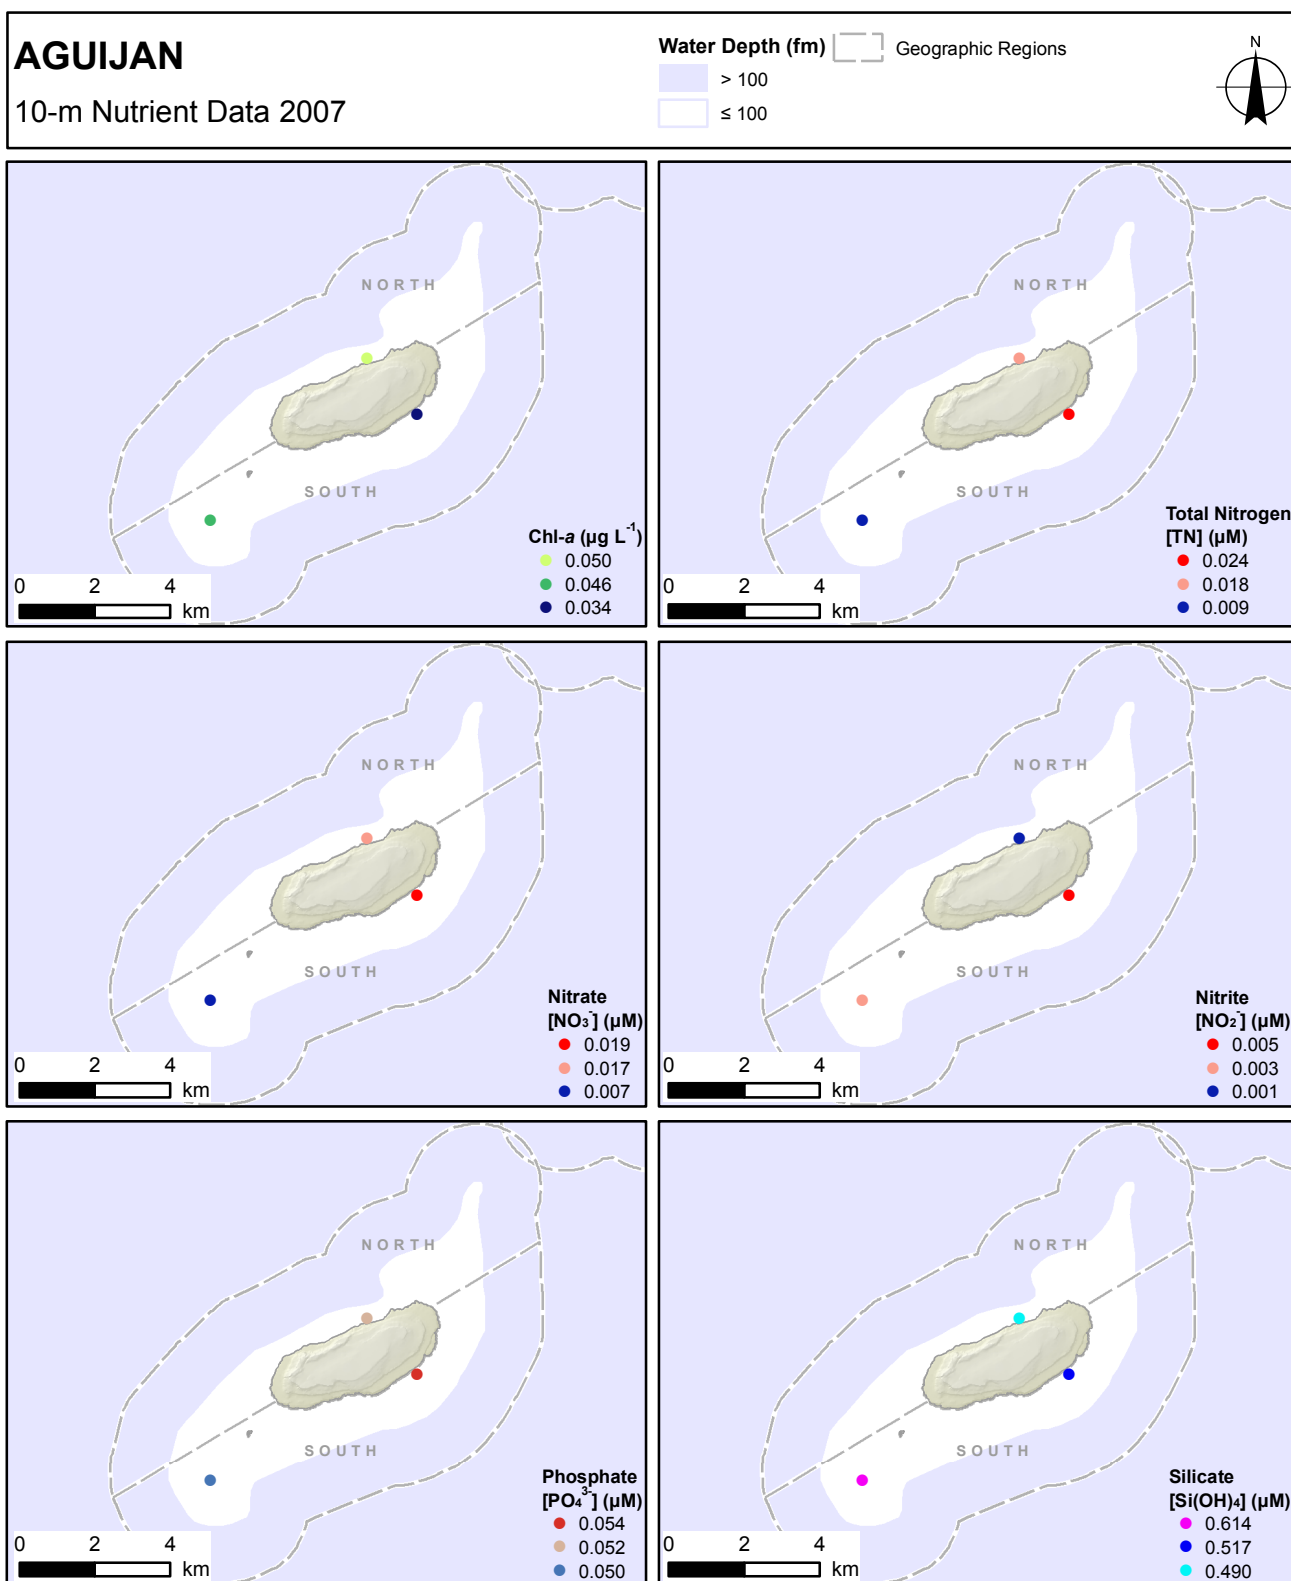 AGUIJAN
10-m Nutrient Data 2007
Water Depth (fm)
> 100
≤ 100
Geographic Regions
N
NORTH
SOUTH
Chl-a (µg L⁻¹)
0.050
0.046
0.034
0 2 4
km
NORTH
SOUTH
Total Nitrogen
[TN] (µM)
0.024
0.018
0.009
0 2 4
km
NORTH
SOUTH
Nitrate
[NO₃⁻] (µM)
0.019
0.017
0.007
0 2 4
km
NORTH
SOUTH
Nitrite
[NO₂⁻] (µM)
0.005
0.003
0.001
0 2 4
km
NORTH
SOUTH
Phosphate
[PO₄³⁻] (µM)
0.054
0.052
0.050
0 2 4
km
NORTH
SOUTH
Silicate
[Si(OH)₄] (µM)
0.614
0.517
0.490
0 2 4
km